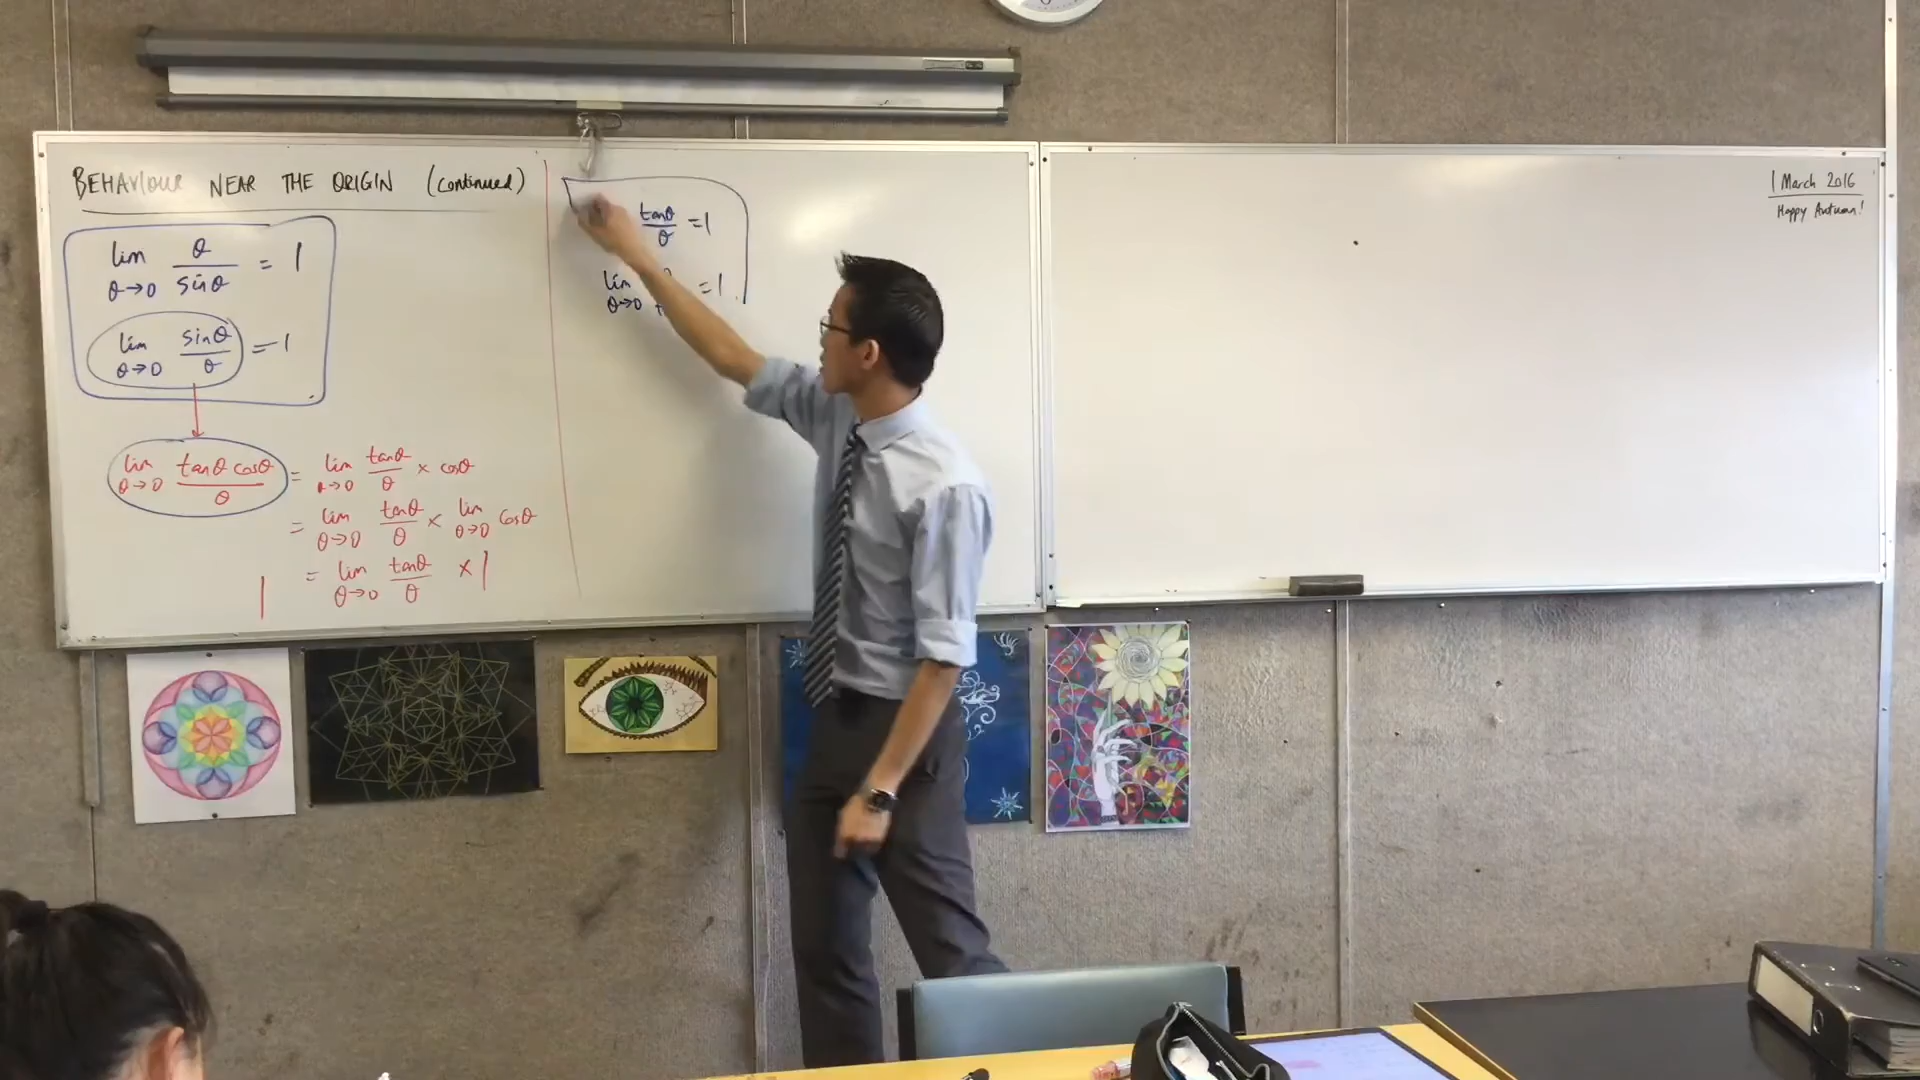 BEHAVIOUR NEAR THE ORIGIN (continued)
lim θ→0 θ/sinθ = 1
lim θ→0 sinθ/θ = 1
lim θ→0 tanθ cosθ/θ = lim θ→0 tanθ/θ × cosθ
= lim θ→0 tanθ/θ × lim θ→0 cosθ
1 = lim θ→0 tanθ/θ × 1
tanθ/θ = 1
lim θ→0 = 1
1 March 2016
Happy Autumn!